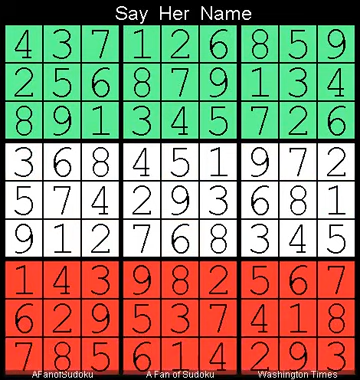 Say Her Name
4 3 7 1 2 6 8 5 9
2 5 6 8 7 9 1 3 4
8 9 1 3 4 5 7 2 6
3 6 8 4 5 1 9 7 2
5 7 4 2 9 3 6 8 1
9 1 2 7 6 8 3 4 5
1 4 3 9 8 2 5 6 7
6 2 9 5 3 7 4 1 8
7 8 5 6 1 4 2 9 3
AFanofSudoku A Fan of Sudoku Washington Times